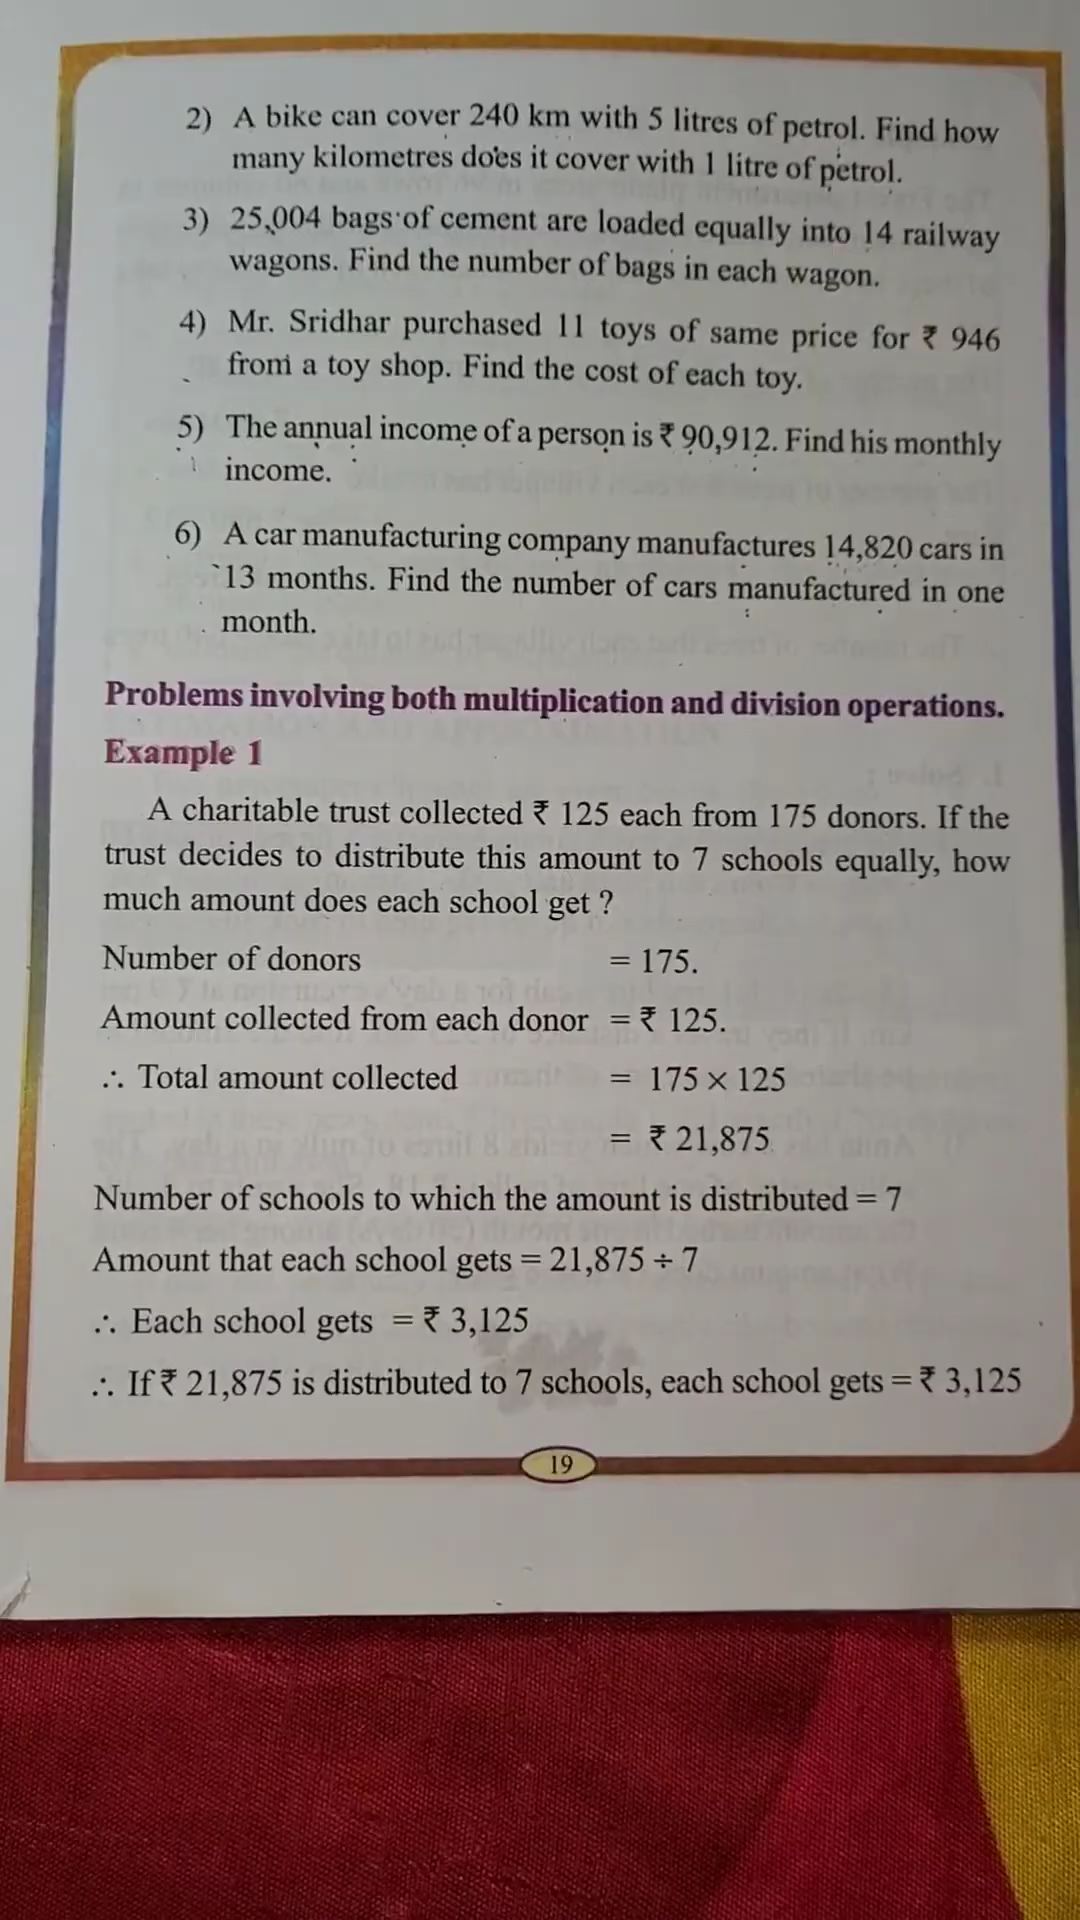 2) A bike can cover 240 km with 5 litres of petrol. Find how
many kilometres does it cover with 1 litre of petrol.
3) 25,004 bags of cement are loaded equally into 14 railway
wagons. Find the number of bags in each wagon.
4) Mr. Sridhar purchased 11 toys of same price for ₹ 946
from a toy shop. Find the cost of each toy.
5) The annual income of a person is ₹ 90,912. Find his monthly
income.
6) A car manufacturing company manufactures 14,820 cars in
13 months. Find the number of cars manufactured in one
month.
Problems involving both multiplication and division operations.
Example 1
A charitable trust collected ₹ 125 each from 175 donors. If the
trust decides to distribute this amount to 7 schools equally, how
much amount does each school get ?
Number of donors = 175.
Amount collected from each donor = ₹ 125.
∴ Total amount collected = 175 × 125
= ₹ 21,875
Number of schools to which the amount is distributed = 7
Amount that each school gets = 21,875 ÷ 7
∴ Each school gets = ₹ 3,125
∴ If ₹ 21,875 is distributed to 7 schools, each school gets = ₹ 3,125
19